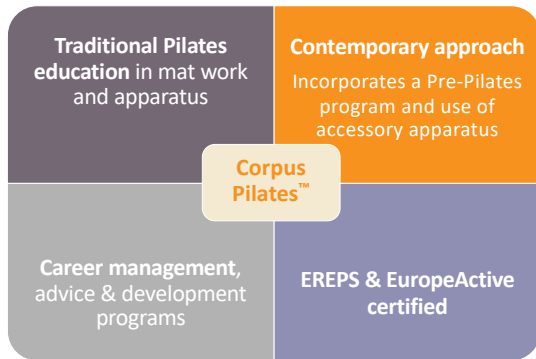 Traditional Pilates
education in mat work
and apparatus
Contemporary approach
Incorporates a Pre-Pilates
program and use of
accessory apparatus
Corpus
Pilates™
Career management,
advice & development
programs
EREPS & EuropeActive
certified